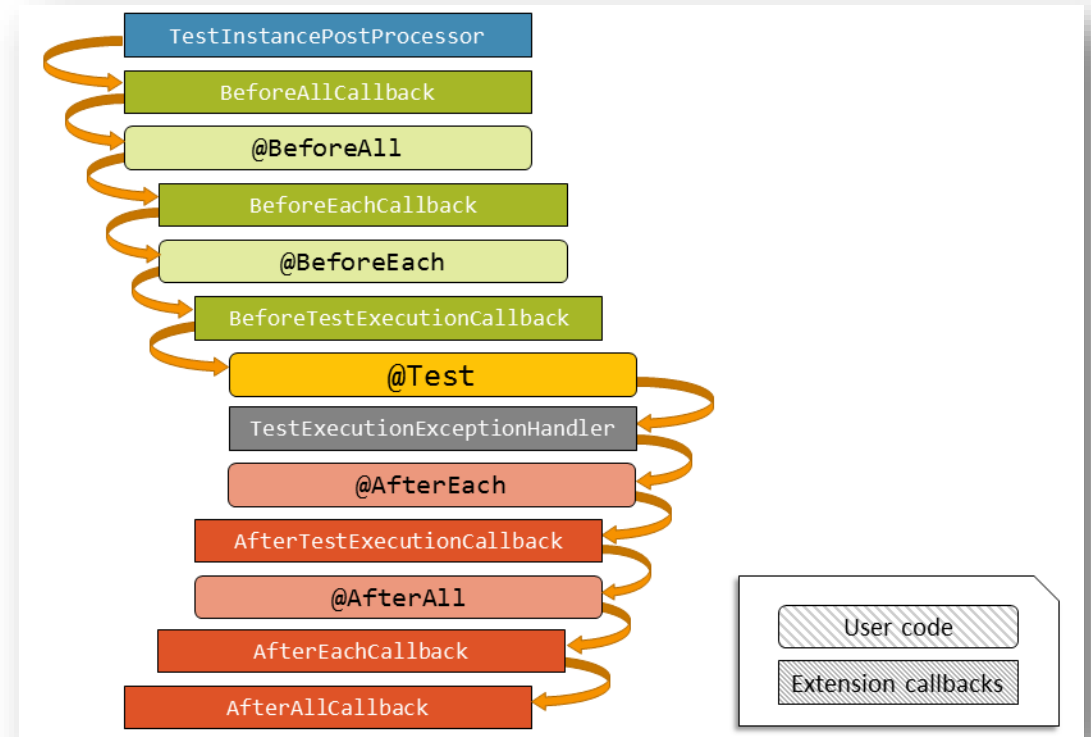 TestInstancePostProcessor
BeforeAllCallback
@BeforeAll
BeforeEachCallback
@BeforeEach
BeforeTestExecutionCallback
@Test
TestExecutionExceptionHandler
@AfterEach
AfterTestExecutionCallback
@AfterAll
AfterEachCallback
AfterAllCallback
User code
Extension callbacks